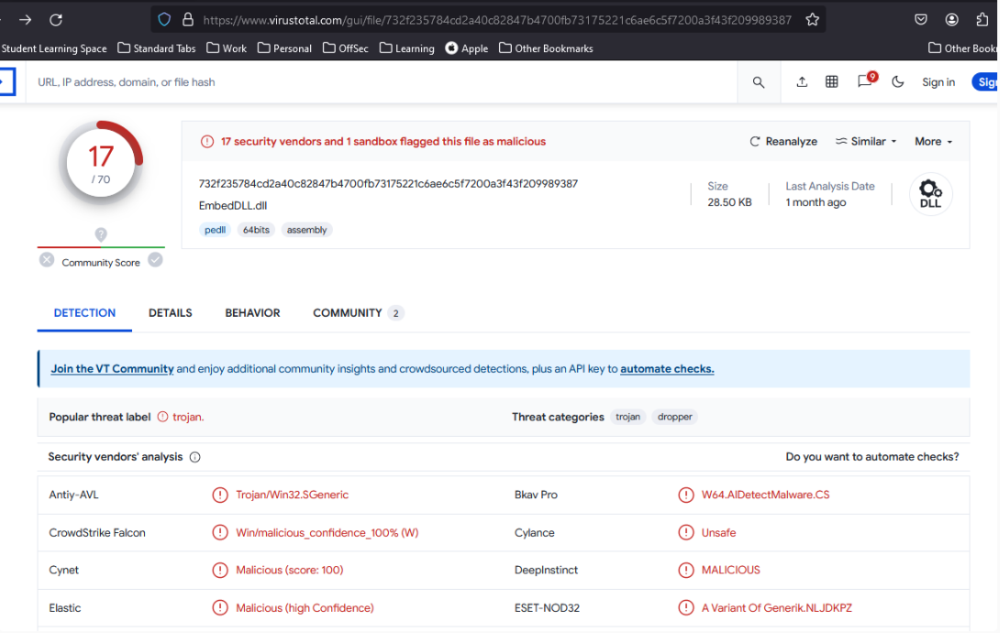 https://www.virustotal.com/gui/file/732f235784cd2a40c82847b4700fb73175221c6ae6c5f7200a3f43f209989387
Student Learning Space Standard Tabs Work Personal OffSec Learning Apple Other Bookmarks Other Book
URL, IP address, domain, or file hash 9 Sign in Sig
17 / 70
17 security vendors and 1 sandbox flagged this file as malicious Reanalyze Similar More
732f235784cd2a40c82847b4700fb73175221c6ae6c5f7200a3f43f209989387
EmbedDLL.dll
pedll 64bits assembly
Size
28.50 KB
Last Analysis Date
1 month ago
DLL
?
Community Score
DETECTION DETAILS BEHAVIOR COMMUNITY 2
Join the VT Community and enjoy additional community insights and crowdsourced detections, plus an API key to automate checks.
Popular threat label trojan. Threat categories trojan dropper
Security vendors' analysis Do you want to automate checks?
Antiy-AVL Trojan/Win32.SGeneric Bkav Pro W64.AIDetectMalware.CS
CrowdStrike Falcon Win/malicious_confidence_100% (W) Cylance Unsafe
Cynet Malicious (score: 100) DeepInstinct MALICIOUS
Elastic Malicious (high Confidence) ESET-NOD32 A Variant Of Generik.NLJDKPZ